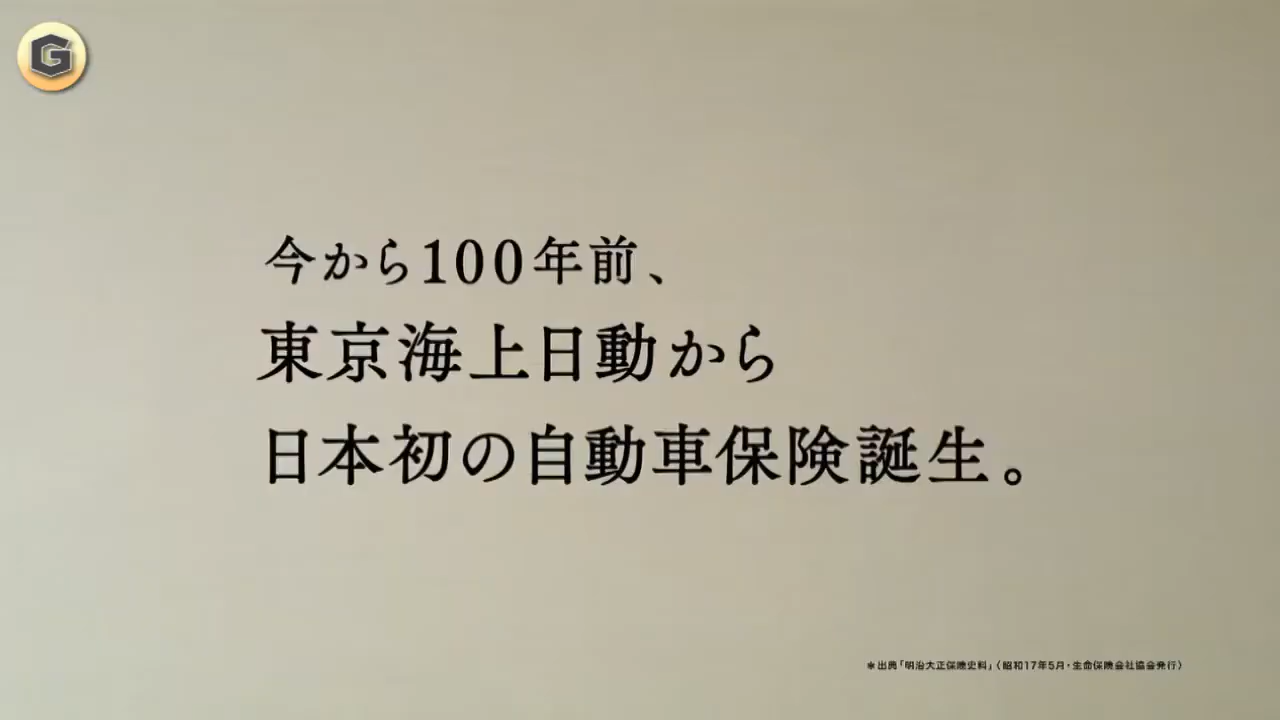 G
今から100年前、
東京海上日動から
日本初の自動車保険誕生。
＊出典「明治大正保険史料」（昭和17年5月・生命保険会社協会発行）